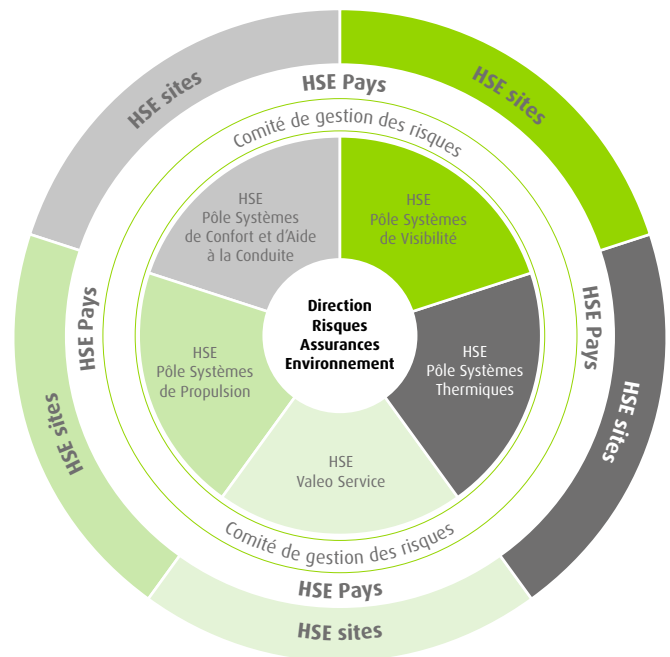 HSE sites
HSE sites
HSE Pays
Comité de gestion des risques
HSE
Pôle Systèmes
de Confort et d'Aide
à la Conduite
HSE
Pôle Systèmes
de Visibilité
HSE Pays
HSE Pays
Direction
Risques
Assurances
Environnement
HSE
Pôle Systèmes
de Propulsion
HSE
Pôle Systèmes
Thermiques
HSE sites
HSE sites
HSE
Valeo Service
Comité de gestion des risques
HSE Pays
HSE sites